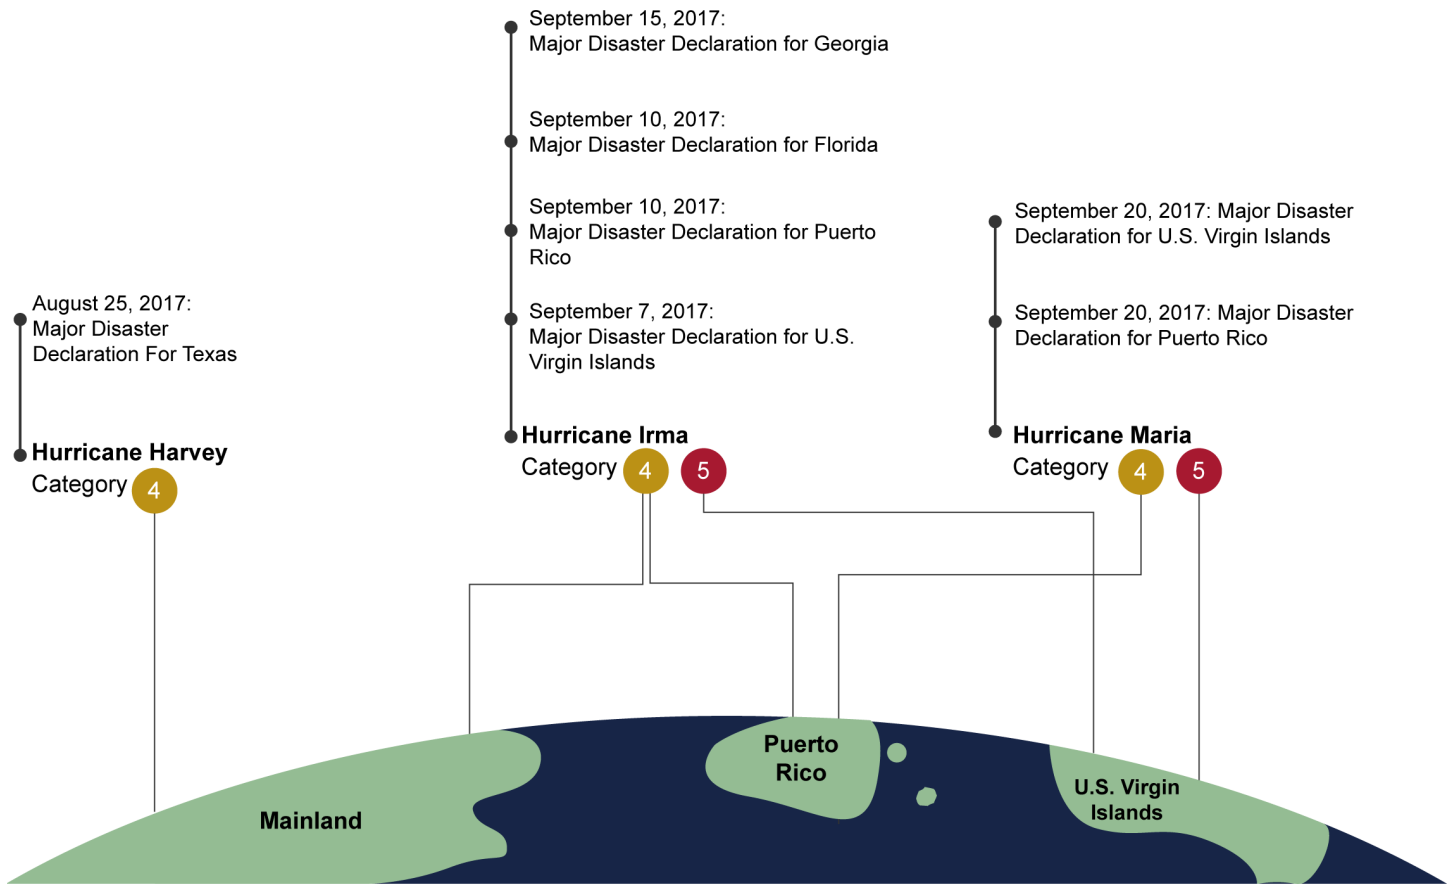 August 25, 2017:
Major Disaster
Declaration For Texas
Hurricane Harvey
Category 4
September 15, 2017:
Major Disaster Declaration for Georgia
September 10, 2017:
Major Disaster Declaration for Florida
September 10, 2017:
Major Disaster Declaration for Puerto
Rico
September 7, 2017:
Major Disaster Declaration for U.S.
Virgin Islands
Hurricane Irma
Category 4 5
September 20, 2017: Major Disaster
Declaration for U.S. Virgin Islands
September 20, 2017: Major Disaster
Declaration for Puerto Rico
Hurricane Maria
Category 4 5
Mainland
Puerto
Rico
U.S. Virgin
Islands